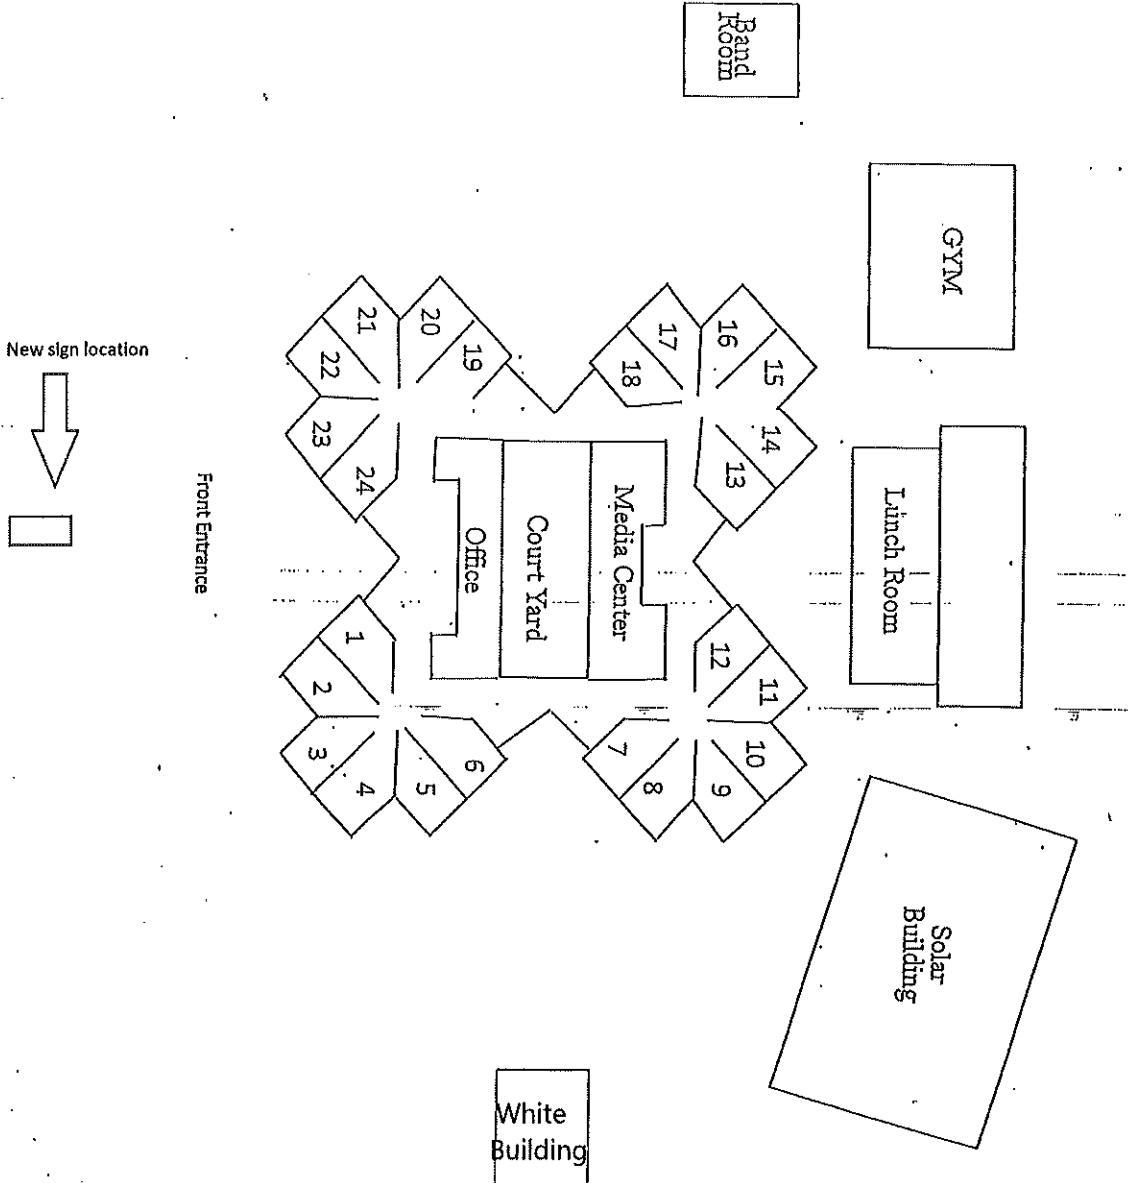 Band
Room
GYM
21
20
19
22
23
24
17
16
15
18
14
13
New sign location
Front Entrance
Office
Court Yard
Media Center
Lunch Room
1
2
3
4
5
6
12
11
10
7
8
9
Solar
Building
White
Building